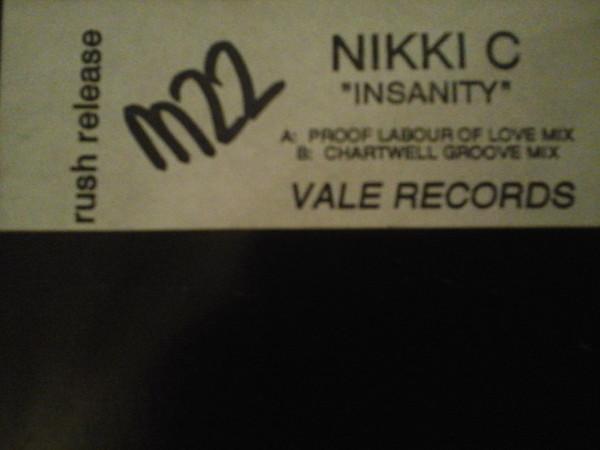 rush release
m22
NIKKI C
"INSANITY"
A: PROOF LABOUR OF LOVE MIX
B: CHARTWELL GROOVE MIX
VALE RECORDS